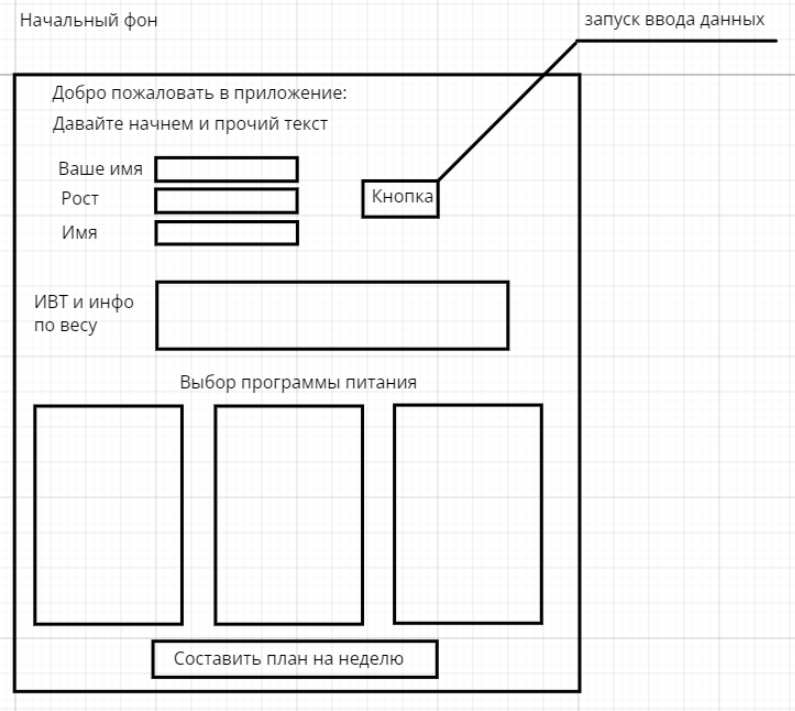 Начальный фон
запуск ввода данных
Добро пожаловать в приложение:
Давайте начнем и прочий текст
Ваше имя
Рост
Кнопка
Имя
ИВТ и инфо
по весу
Выбор программы питания
Составить план на неделю